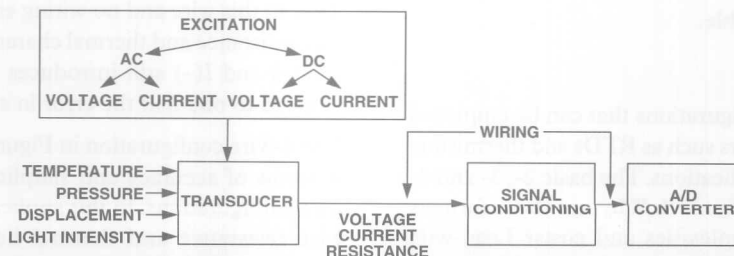 EXCITATION
AC DC
VOLTAGE CURRENT VOLTAGE CURRENT
WIRING
TEMPERATURE
PRESSURE
DISPLACEMENT
LIGHT INTENSITY
TRANSDUCER
VOLTAGE
CURRENT
RESISTANCE
SIGNAL
CONDITIONING
A/D
CONVERTER